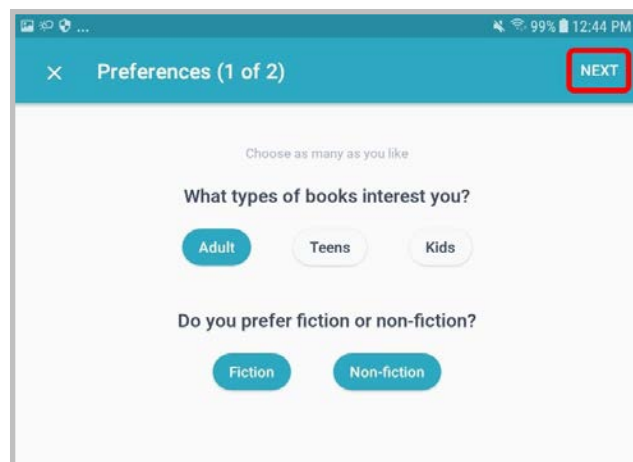 ... 99% 12:44 PM
Preferences (1 of 2) NEXT
Choose as many as you like
What types of books interest you?
Adult Teens Kids
Do you prefer fiction or non-fiction?
Fiction Non-fiction